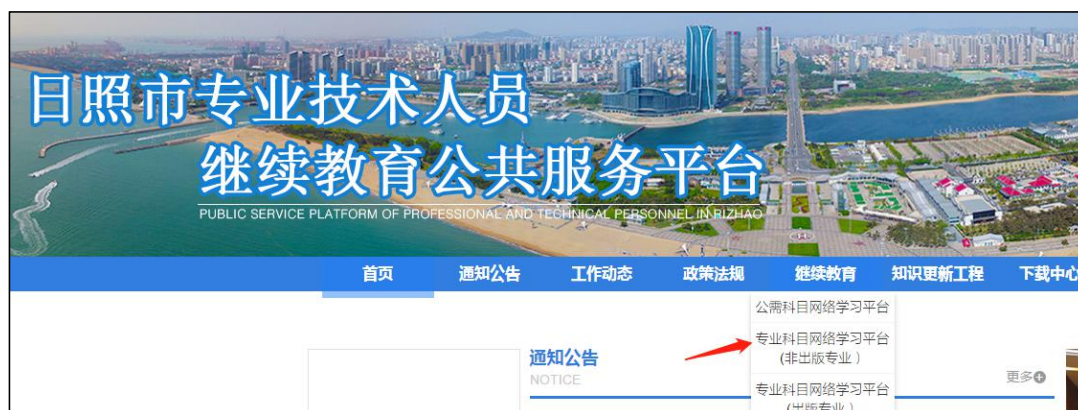 日照市专业技术人员
继续教育公共服务平台
PUBLIC SERVICE PLATFORM OF PROFESSIONAL AND TECHNICAL PERSONNEL IN RIZHAO
首页 通知公告 工作动态 政策法规 继续教育 知识更新工程 下载中心
公需科目网络学习平台
专业科目网络学习平台
(非出版专业 )
通知公告
NOTICE
更多
专业科目网络学习平台
(出版专业 )